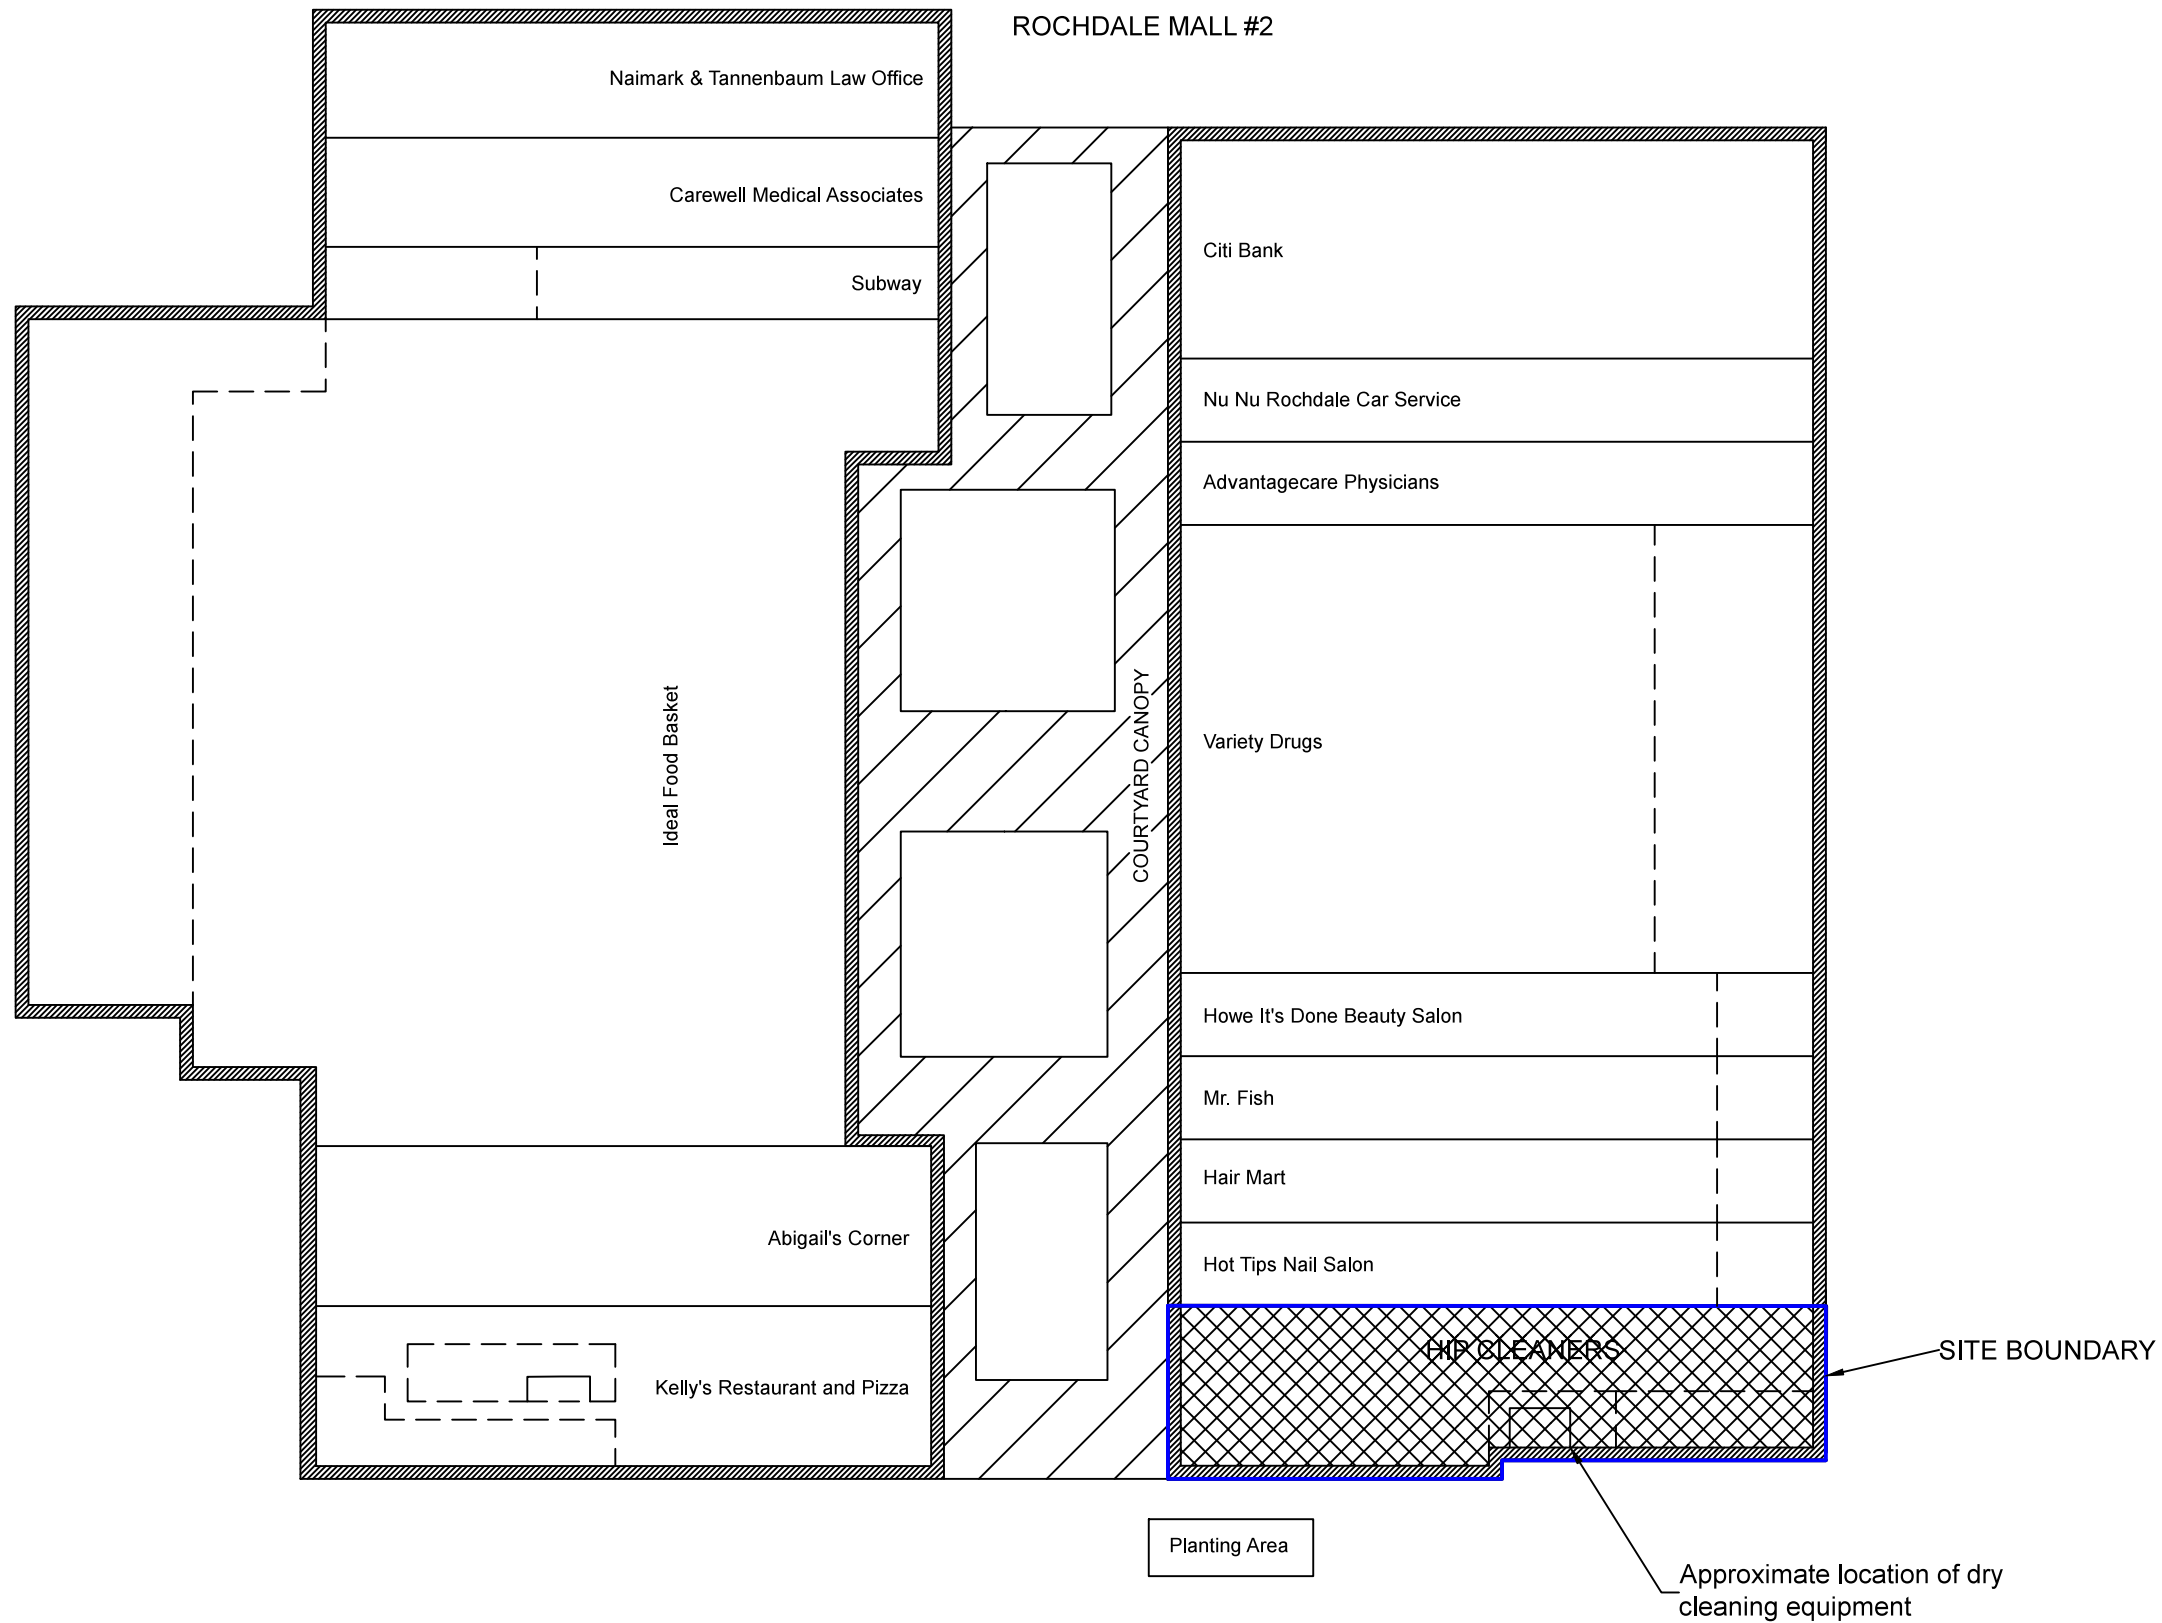 ROCHDALE MALL #2
Naimark & Tannenbaum Law Office
Carewell Medical Associates
Subway
Ideal Food Basket
Abigail's Corner
Kelly's Restaurant and Pizza
COURTYARD CANOPY
Citi Bank
Nu Nu Rochdale Car Service
Advantagecare Physicians
Variety Drugs
Howe It's Done Beauty Salon
Mr. Fish
Hair Mart
Hot Tips Nail Salon
HIP CLEANERS
SITE BOUNDARY
Planting Area
Approximate location of dry
cleaning equipment